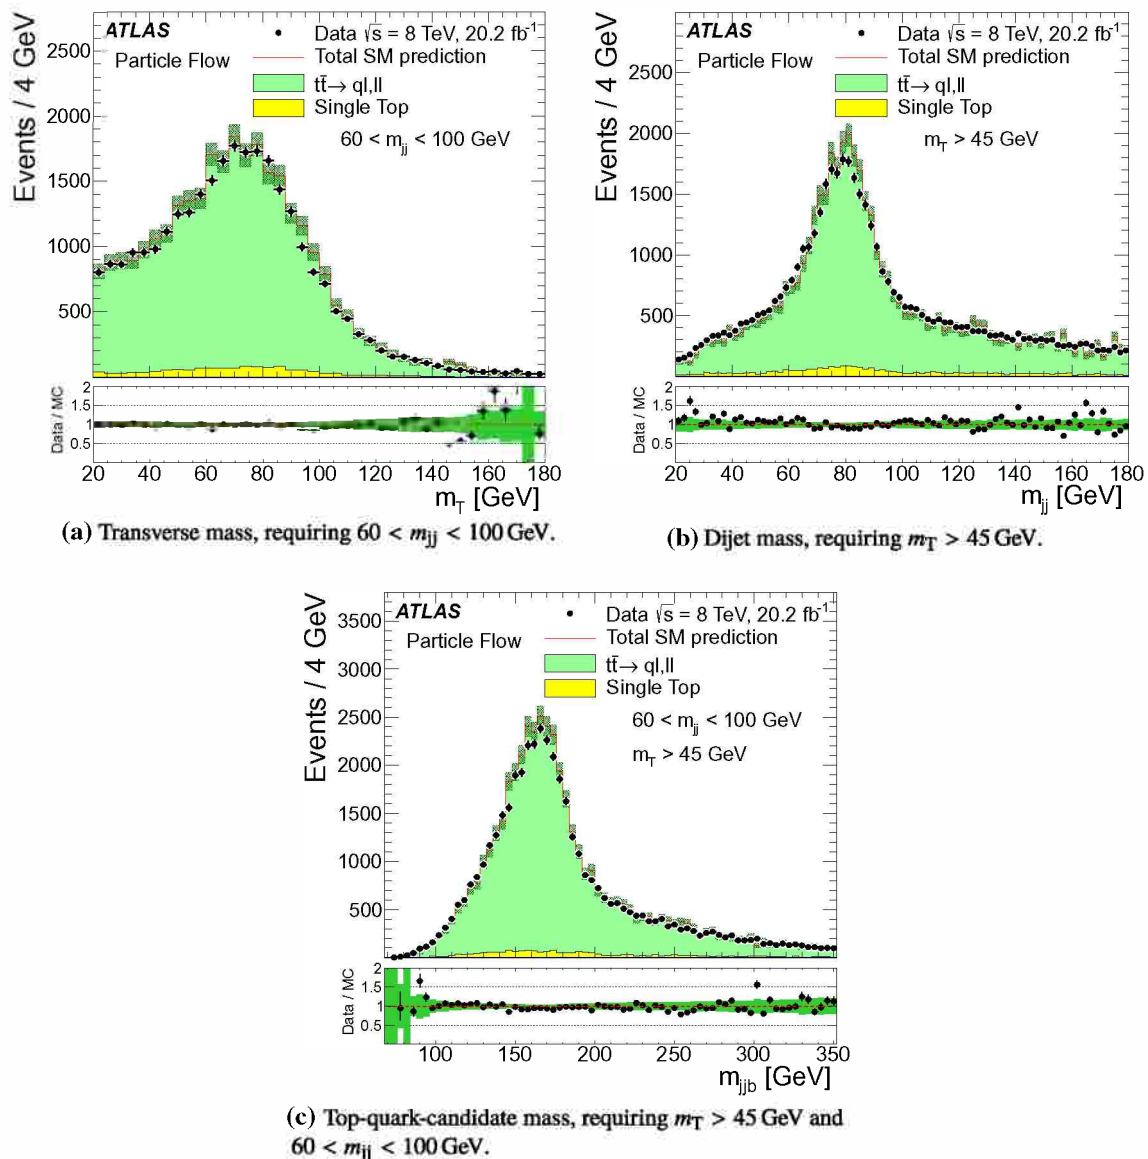 ATLAS
Data √s = 8 TeV, 20.2 fb⁻¹
Particle Flow
Total SM prediction
tt̄→ ql,ll
Single Top
60 < m_jj < 100 GeV
Events / 4 GeV
2500
2000
1500
1000
500
Data / MC
2
1.5
1
0.5
20 40 60 80 100 120 140 160 180
m_T [GeV]
(a) Transverse mass, requiring 60 < m_jj < 100 GeV.
ATLAS
Data √s = 8 TeV, 20.2 fb⁻¹
Particle Flow
Total SM prediction
tt̄→ ql,ll
Single Top
m_T > 45 GeV
Events / 4 GeV
2500
2000
1500
1000
500
Data / MC
2
1.5
1
0.5
20 40 60 80 100 120 140 160 180
m_jj [GeV]
(b) Dijet mass, requiring m_T > 45 GeV.
ATLAS
Data √s = 8 TeV, 20.2 fb⁻¹
Particle Flow
Total SM prediction
tt̄→ ql,ll
Single Top
60 < m_jj < 100 GeV
m_T > 45 GeV
Events / 4 GeV
3500
3000
2500
2000
1500
1000
500
Data / MC
2
1.5
1
0.5
100 150 200 250 300 350
m_jjb [GeV]
(c) Top-quark-candidate mass, requiring m_T > 45 GeV and
60 < m_jj < 100 GeV.